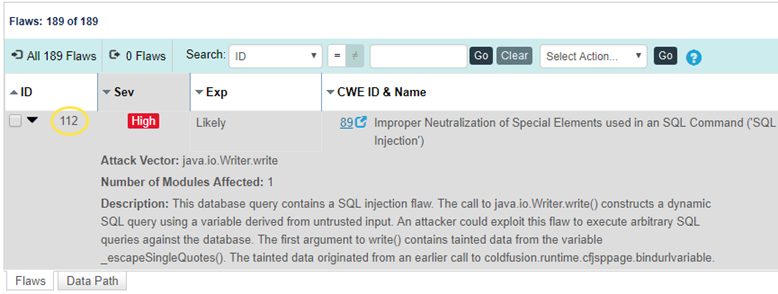 Flaws: 189 of 189
All 189 Flaws 0 Flaws Search: ID = ≠ Go Clear Select Action... Go ?
ID Sev Exp CWE ID & Name
112 High Likely 89 Improper Neutralization of Special Elements used in an SQL Command ('SQL
Injection')
Attack Vector: java.io.Writer.write
Number of Modules Affected: 1
Description: This database query contains a SQL injection flaw. The call to java.io.Writer.write() constructs a dynamic
SQL query using a variable derived from untrusted input. An attacker could exploit this flaw to execute arbitrary SQL
queries against the database. The first argument to write() contains tainted data from the variable
_escapeSingleQuotes(). The tainted data originated from an earlier call to coldfusion.runtime.cfjsppage.bindurlvariable.
Flaws Data Path